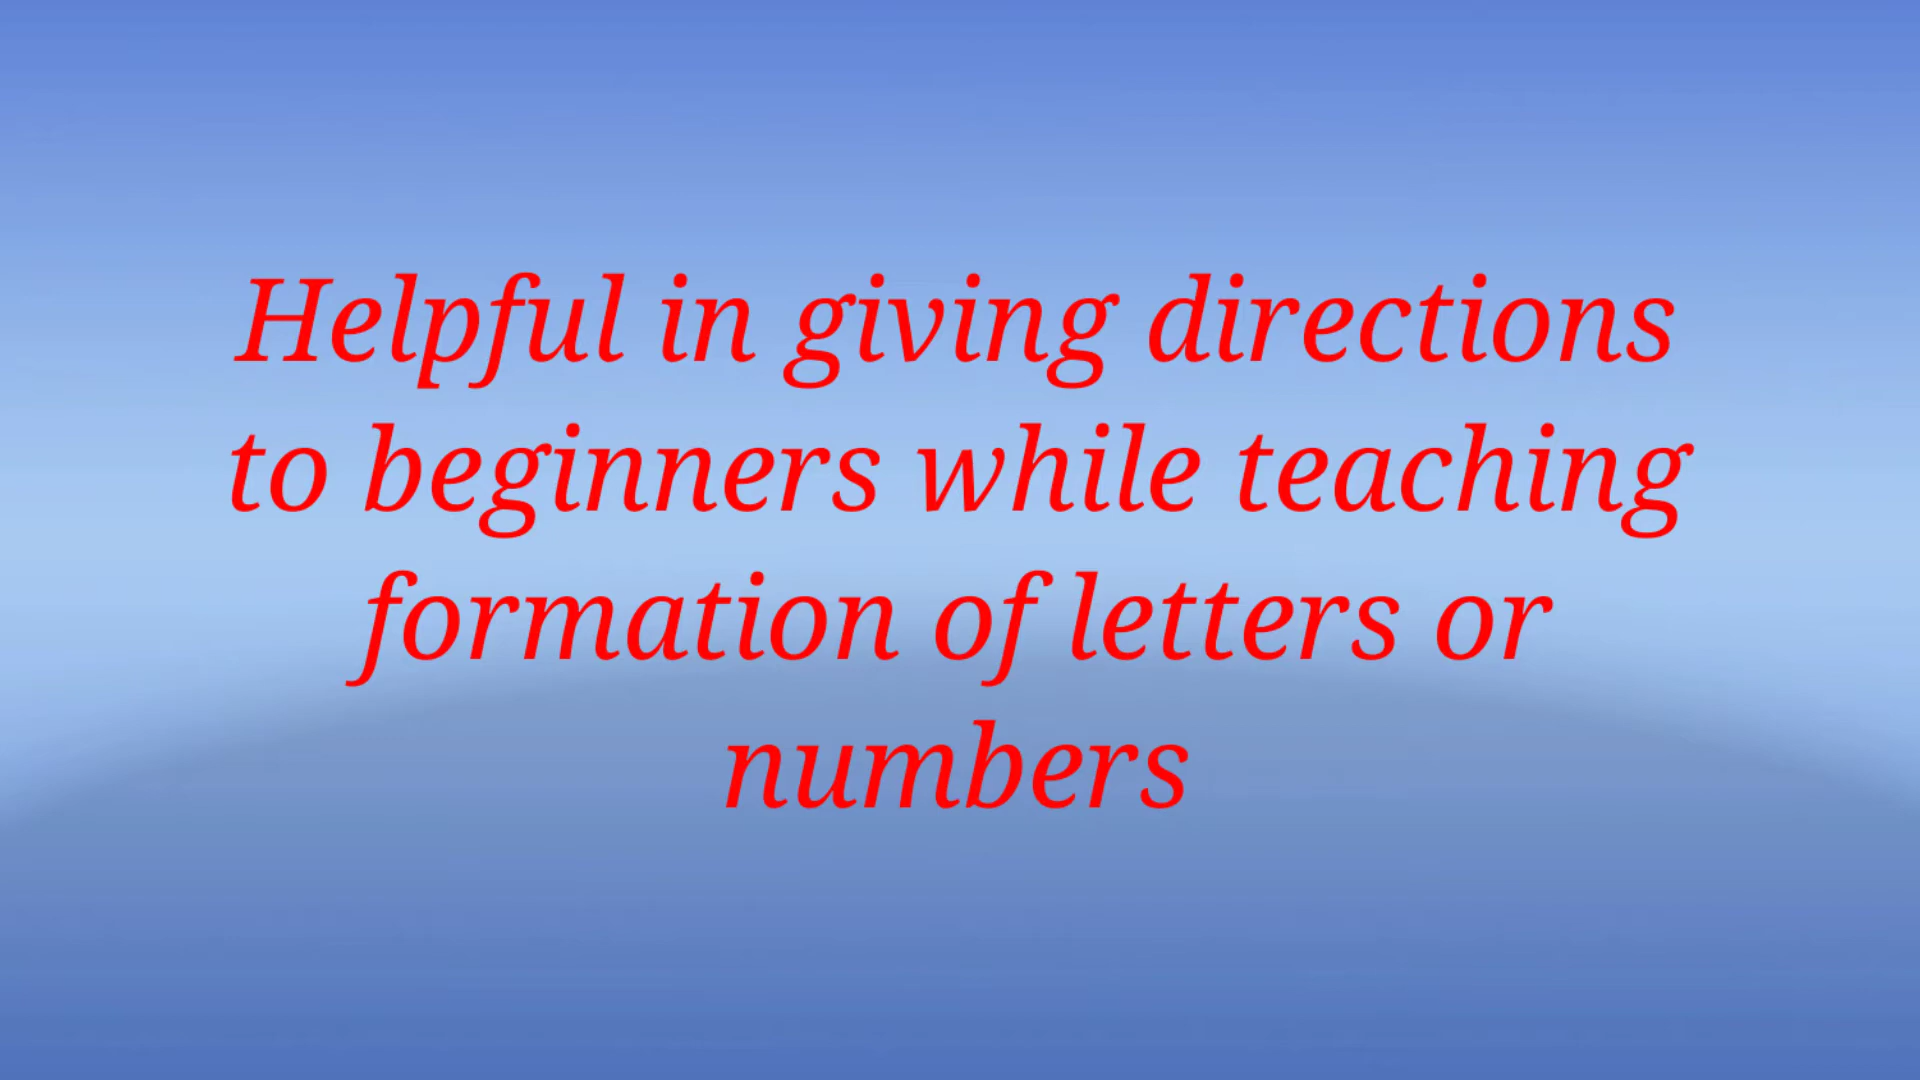 Helpful in giving directions
to beginners while teaching
formation of letters or
numbers